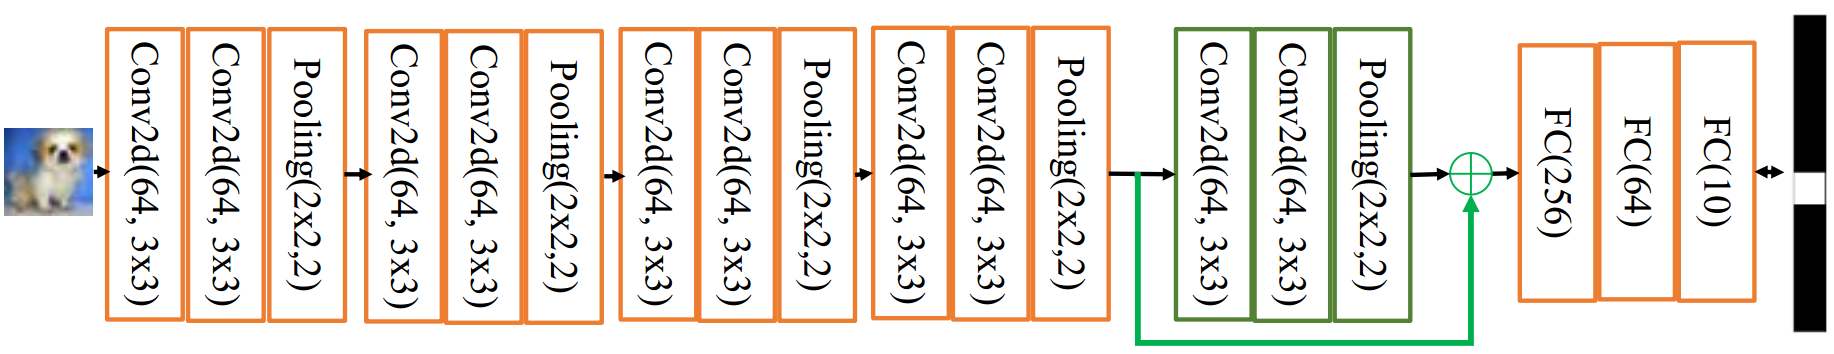 Conv2d(64, 3x3)
Conv2d(64, 3x3)
Pooling(2x2,2)
Conv2d(64, 3x3)
Conv2d(64, 3x3)
Pooling(2x2,2)
Conv2d(64, 3x3)
Conv2d(64, 3x3)
Pooling(2x2,2)
Conv2d(64, 3x3)
Conv2d(64, 3x3)
Pooling(2x2,2)
Conv2d(64, 3x3)
Conv2d(64, 3x3)
Pooling(2x2,2)
FC(256)
FC(64)
FC(10)